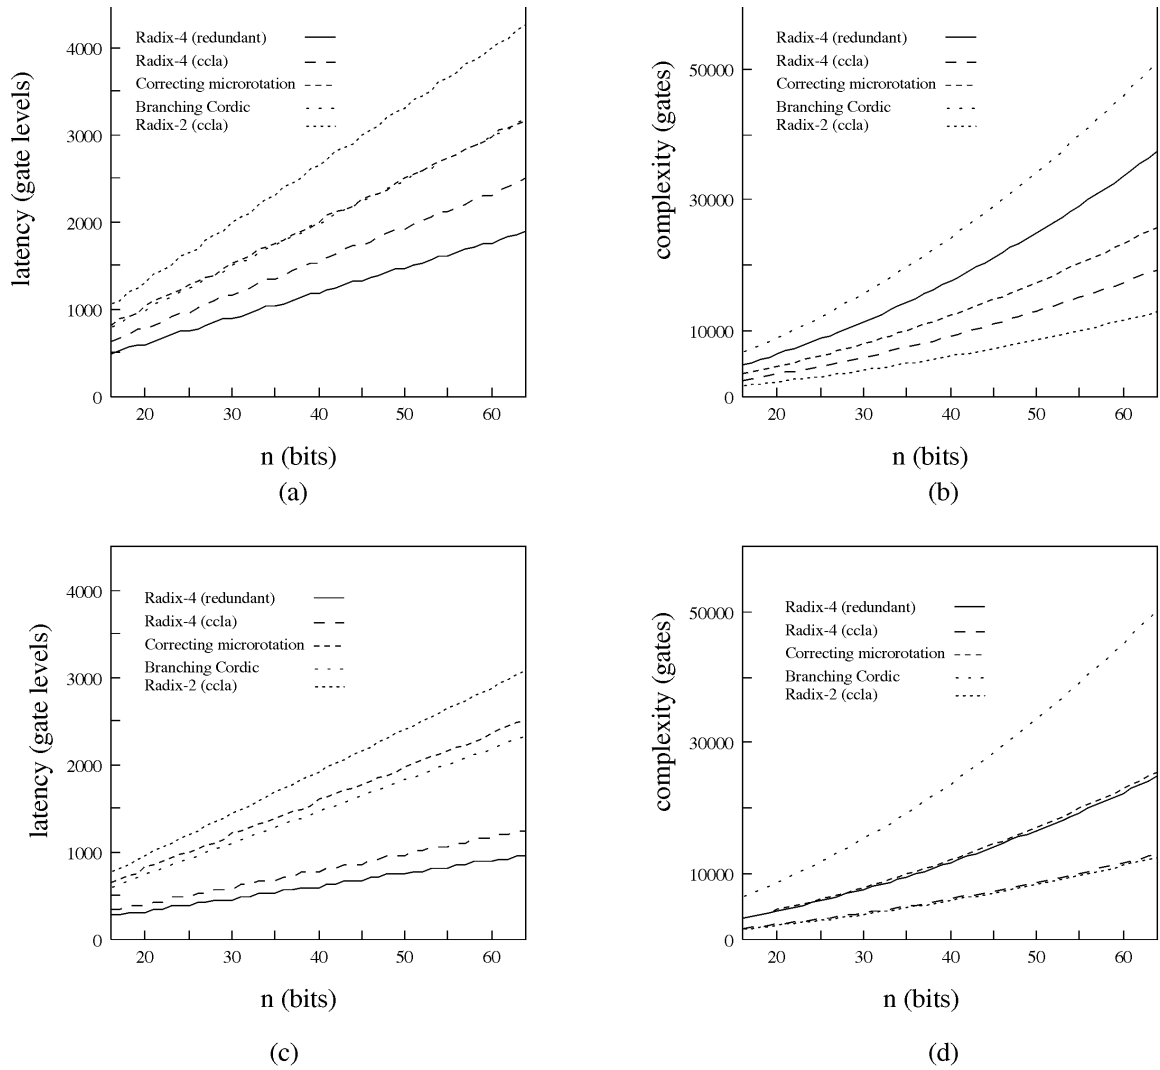 latency (gate levels)
4000
3000
2000
1000
0
Radix-4 (redundant)
Radix-4 (ccla)
Correcting microrotation
Branching Cordic
Radix-2 (ccla)
20 30 40 50 60
n (bits)
(a)
complexity (gates)
50000
30000
10000
0
Radix-4 (redundant)
Radix-4 (ccla)
Correcting microrotation
Branching Cordic
Radix-2 (ccla)
20 30 40 50 60
n (bits)
(b)
latency (gate levels)
4000
3000
2000
1000
0
Radix-4 (redundant)
Radix-4 (ccla)
Correcting microrotation
Branching Cordic
Radix-2 (ccla)
20 30 40 50 60
n (bits)
(c)
complexity (gates)
50000
30000
10000
0
Radix-4 (redundant)
Radix-4 (ccla)
Correcting microrotation
Branching Cordic
Radix-2 (ccla)
20 30 40 50 60
n (bits)
(d)